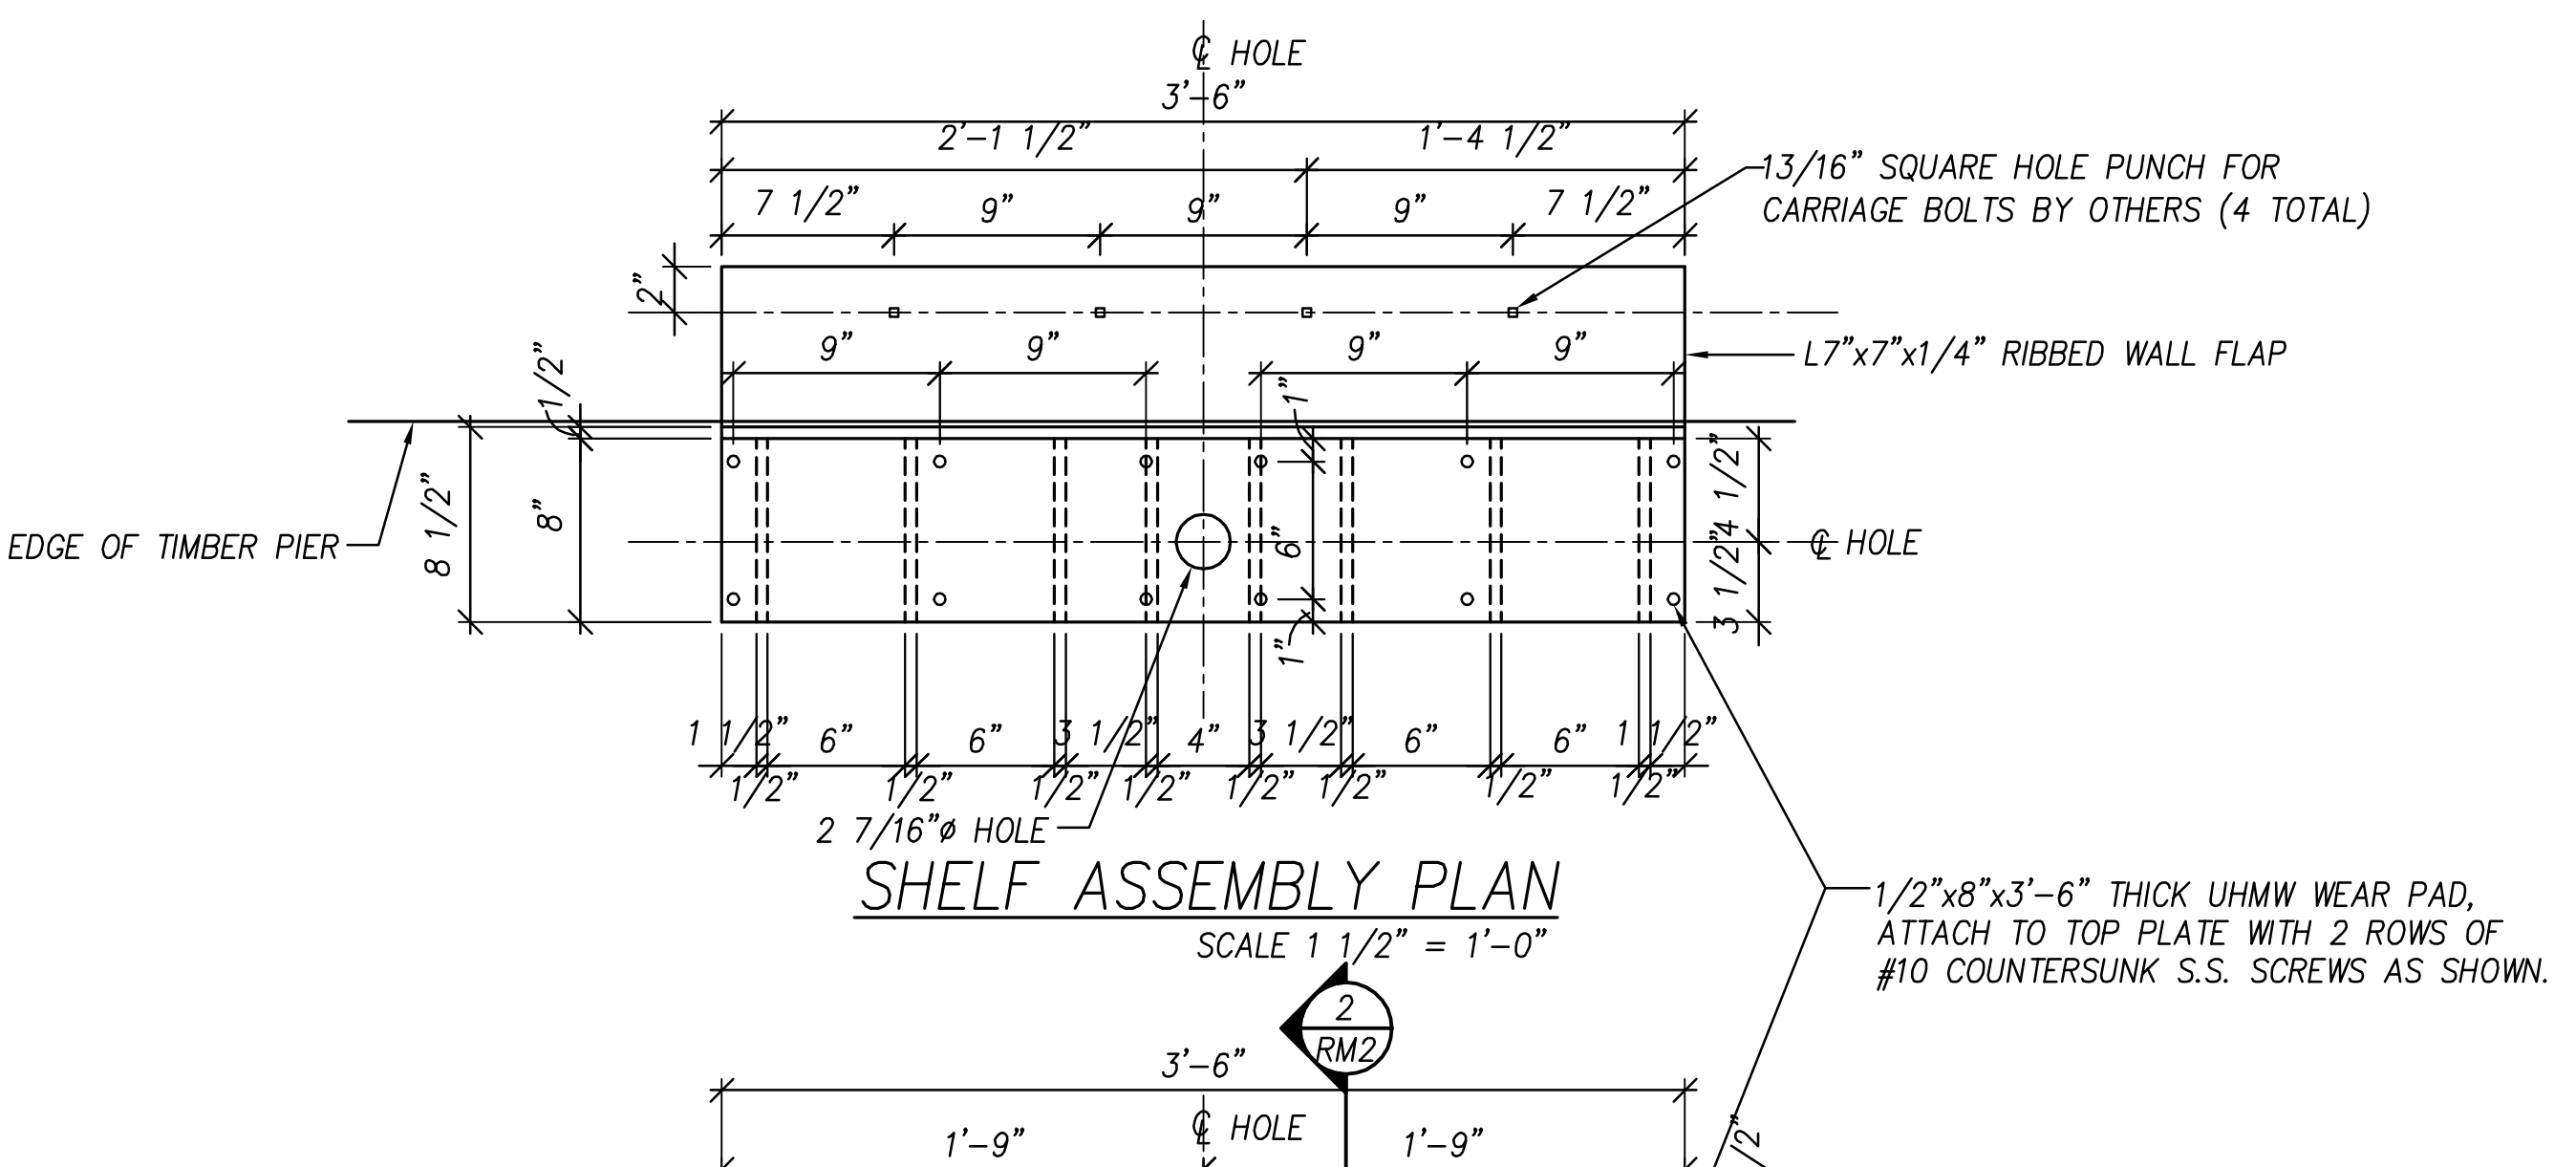 ℄ HOLE
3'-6"
2'-1 1/2" 1'-4 1/2"
7 1/2" 9" 9" 9" 7 1/2"
13/16" SQUARE HOLE PUNCH FOR
CARRIAGE BOLTS BY OTHERS (4 TOTAL)
2"
9" 9" 9" 9"
L7"x7"x1/4" RIBBED WALL FLAP
1/2"
1"
EDGE OF TIMBER PIER
8 1/2"
8"
6"
4 1/2"
3 1/2"
℄ HOLE
1"
1 1/2" 6" 6" 3 1/2" 4" 3 1/2" 6" 6" 1 1/2"
1/2" 1/2" 1/2" 1/2" 1/2" 1/2" 1/2" 1/2"
2 7/16"ø HOLE
SHELF ASSEMBLY PLAN
SCALE 1 1/2" = 1'-0"
1/2"x8"x3'-6" THICK UHMW WEAR PAD,
ATTACH TO TOP PLATE WITH 2 ROWS OF
#10 COUNTERSUNK S.S. SCREWS AS SHOWN.
2
RM2
3'-6"
℄ HOLE
1'-9" 1'-9"